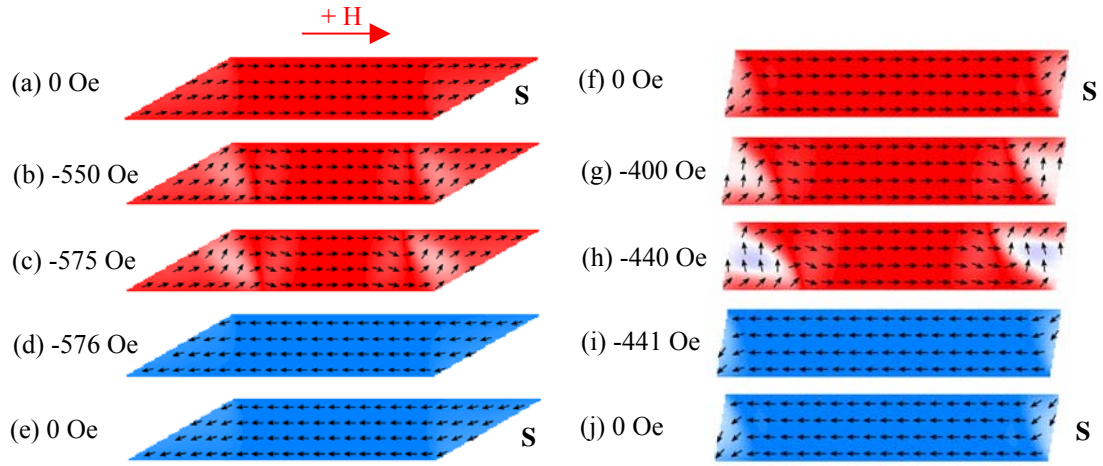 + H
(a) 0 Oe
S
(b) -550 Oe
(c) -575 Oe
(d) -576 Oe
(e) 0 Oe
S
(f) 0 Oe
S
(g) -400 Oe
(h) -440 Oe
(i) -441 Oe
(j) 0 Oe
S